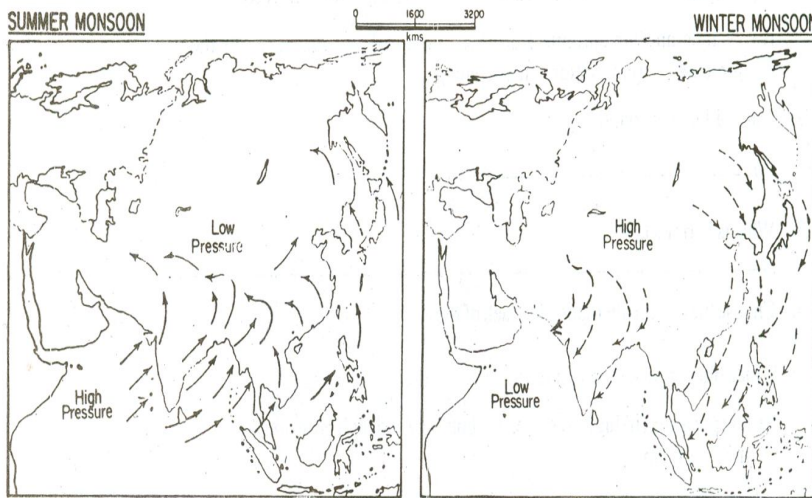 SUMMER MONSOON
0 1600 3200
kms
WINTER MONSOON
Low
Pressure
High
Pressure
High
Pressure
Low
Pressure